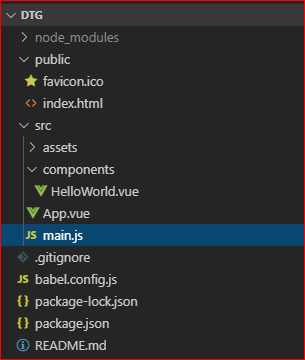 DTG
node_modules
public
favicon.ico
index.html
src
assets
components
HelloWorld.vue
App.vue
JS main.js
.gitignore
babel.config.js
package-lock.json
package.json
README.md